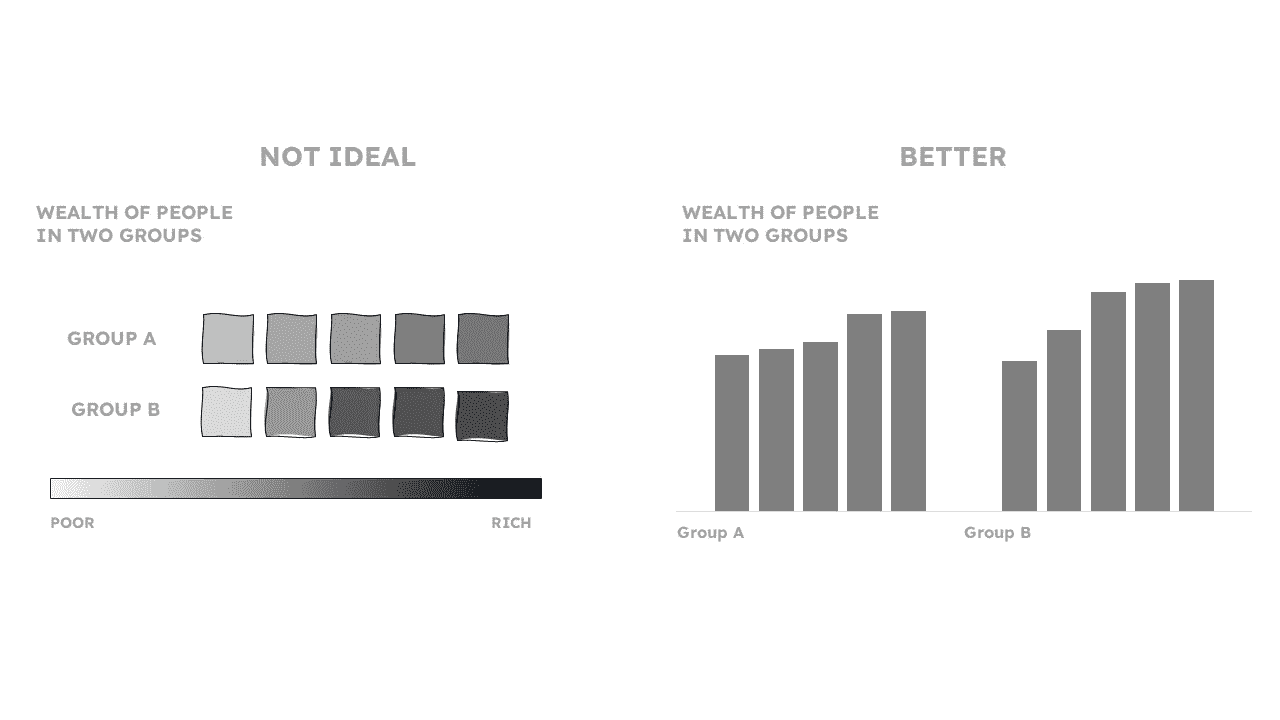 NOT IDEAL
WEALTH OF PEOPLE
IN TWO GROUPS
GROUP A
GROUP B
POOR
RICH
BETTER
WEALTH OF PEOPLE
IN TWO GROUPS
Group A
Group B